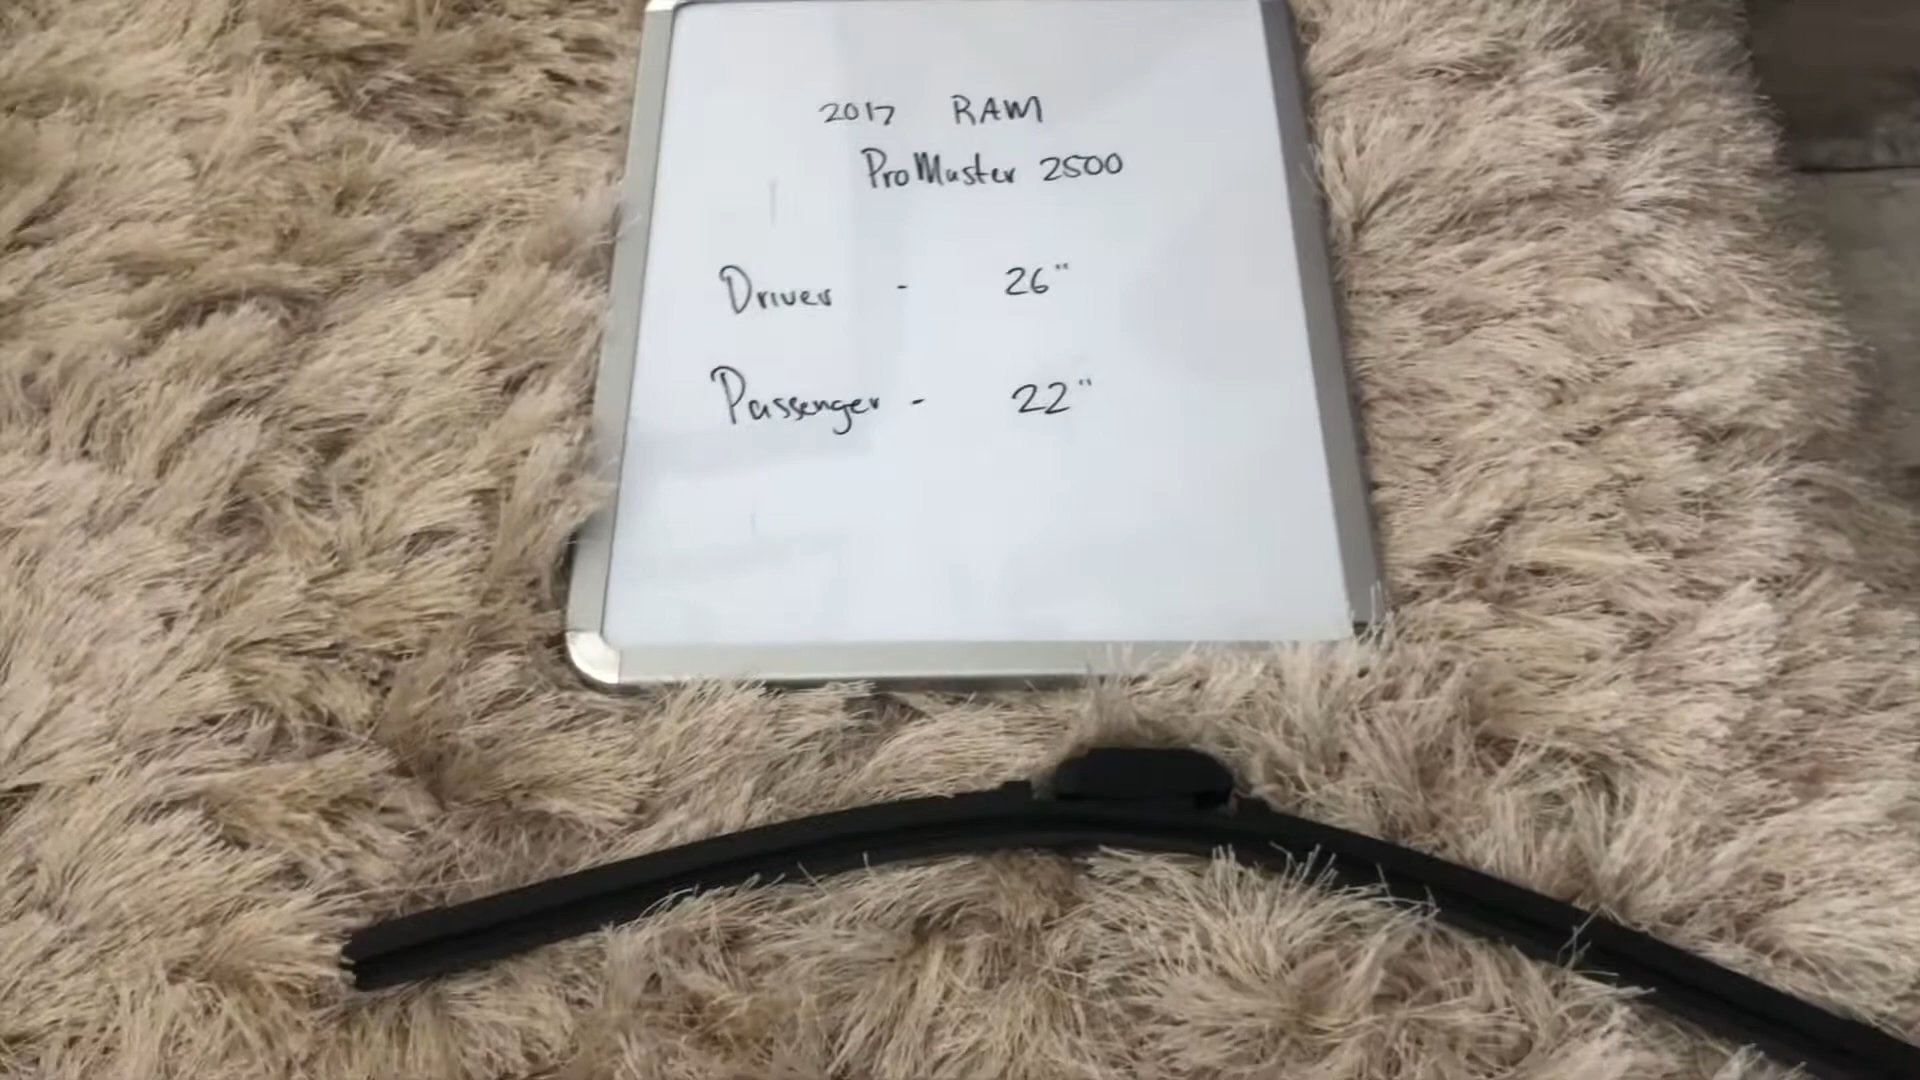 2017 RAM
ProMaster 2500
Driver - 26"
Passenger - 22"